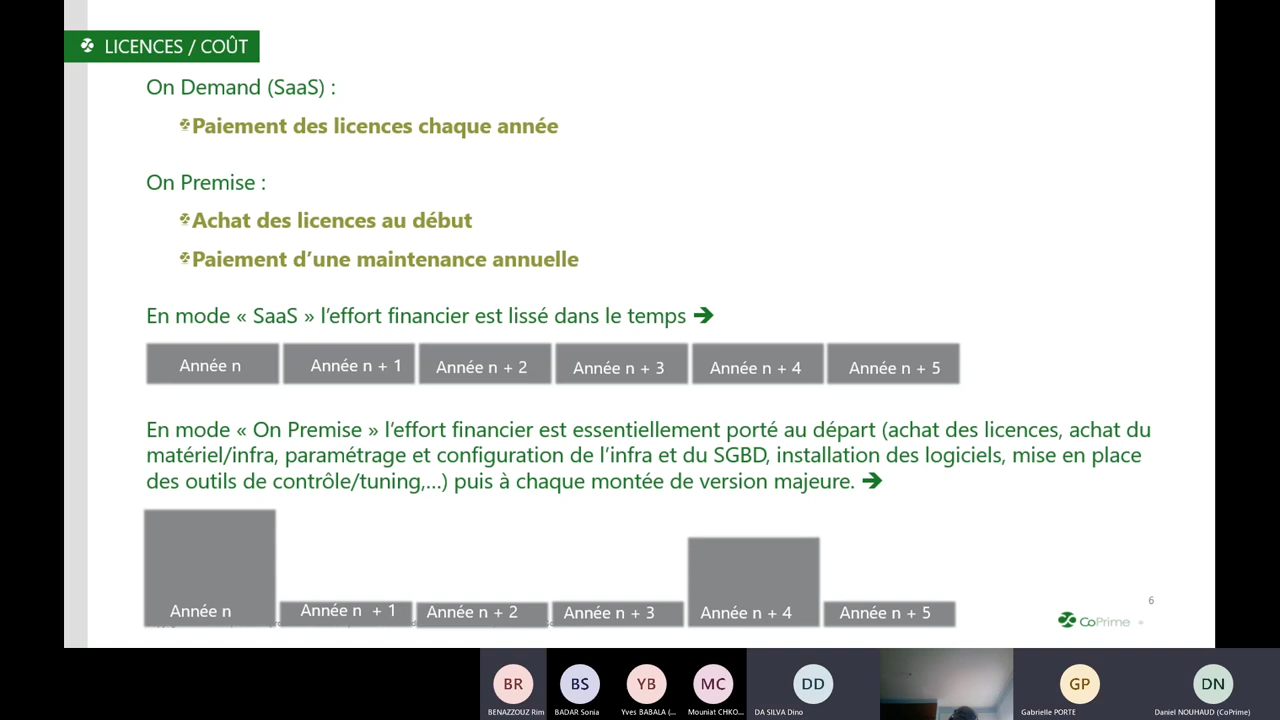 LICENCES / COÛT
On Demand (SaaS) :
Paiement des licences chaque année
On Premise :
Achat des licences au début
Paiement d’une maintenance annuelle
En mode « SaaS » l’effort financier est lissé dans le temps ➔
Année n
Année n + 1
Année n + 2
Année n + 3
Année n + 4
Année n + 5
En mode « On Premise » l’effort financier est essentiellement porté au départ (achat des licences, achat du
matériel/infra, paramétrage et configuration de l’infra et du SGBD, installation des logiciels, mise en place
des outils de contrôle/tuning,…) puis à chaque montée de version majeure. ➔
Année n
Année n + 1
Année n + 2
Année n + 3
Année n + 4
Année n + 5
6
CoPrime
BR
BS
YB
MC
DD
GP
DN
BENAZZOUZ Rim
BADAR Sonia
Yves BABALA (...
Mouniat CHKO...
DA SILVA Dino
Gabrielle PORTE
Daniel NOUHAUD (CoPrime)